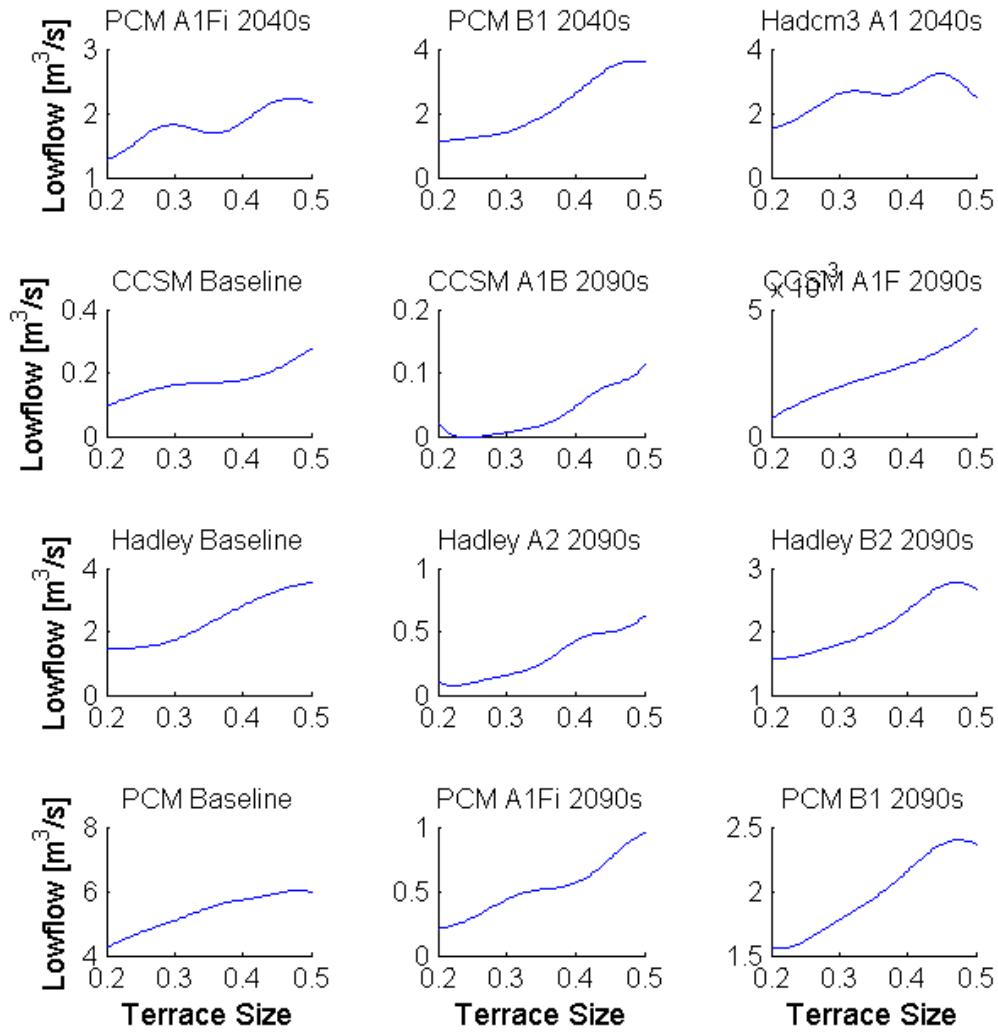 PCM A1Fi 2040s PCM B1 2040s Hadcm3 A1 2040s
Lowflow [m³/s]
3 4 4
2 2 2
1 0 0
0.2 0.3 0.4 0.5 0.2 0.3 0.4 0.5 0.2 0.3 0.4 0.5
CCSM Baseline CCSM A1B 2090s CCSM A1F 2090s
x 10³
Lowflow [m³/s]
0.4 0.2 5
0.2 0.1
0 0 0
0.2 0.3 0.4 0.5 0.2 0.3 0.4 0.5 0.2 0.3 0.4 0.5
Hadley Baseline Hadley A2 2090s Hadley B2 2090s
Lowflow [m³/s]
4 1 3
2 0.5 2
0 0 1
0.2 0.3 0.4 0.5 0.2 0.3 0.4 0.5 0.2 0.3 0.4 0.5
PCM Baseline PCM A1Fi 2090s PCM B1 2090s
Lowflow [m³/s]
8 1 2.5
6 0.5 2
4 0 1.5
0.2 0.3 0.4 0.5 0.2 0.3 0.4 0.5 0.2 0.3 0.4 0.5
Terrace Size Terrace Size Terrace Size